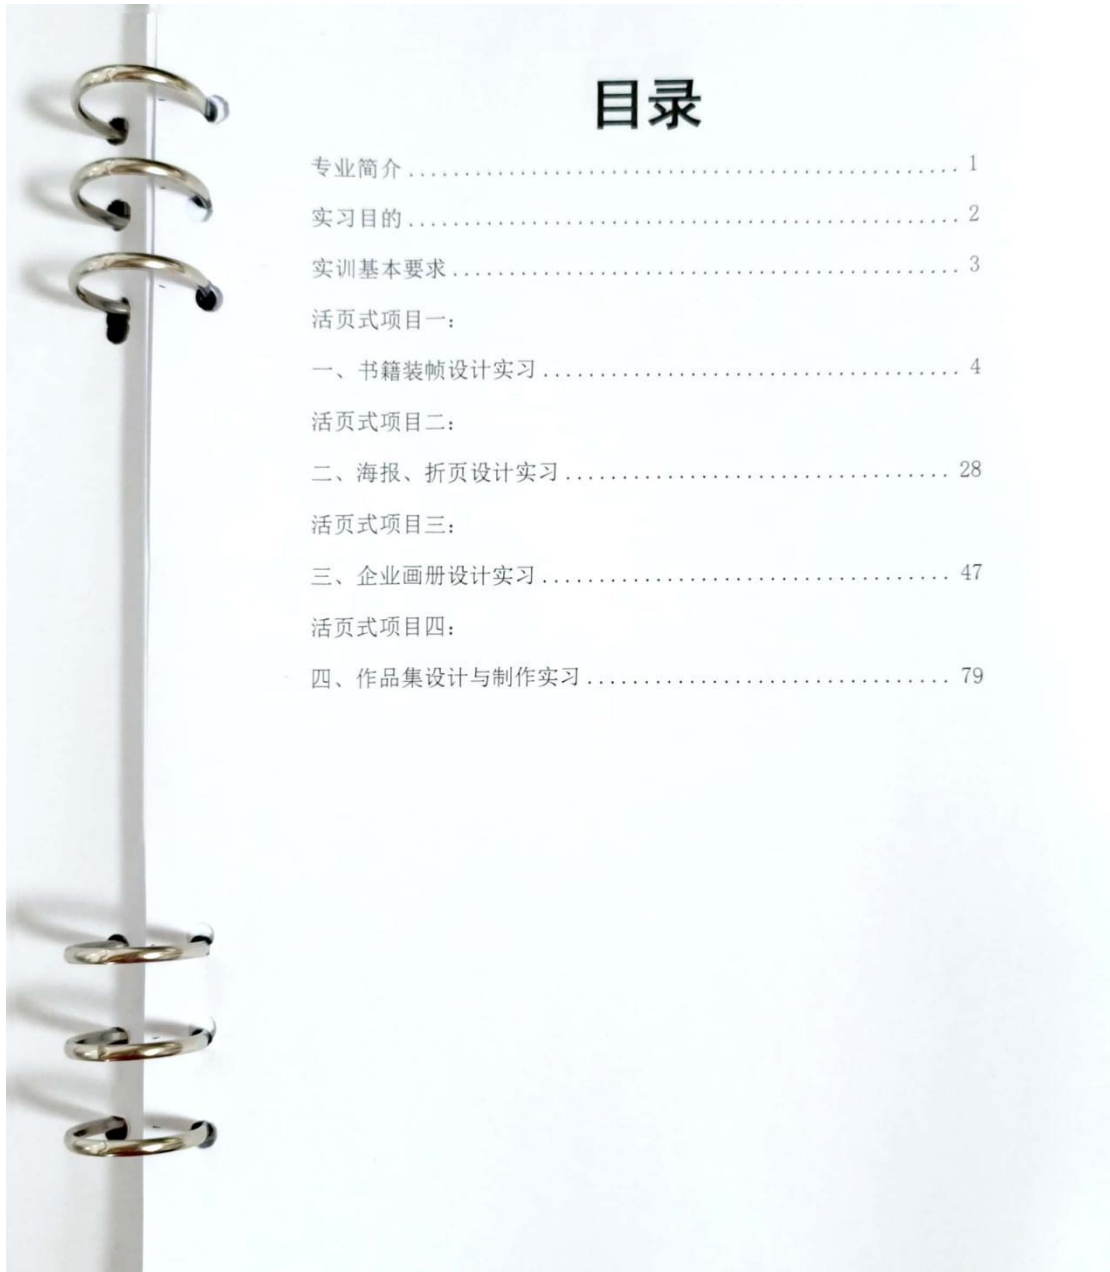 目录
专业简介.................................................1
实习目的.................................................2
实训基本要求.............................................3
活页式项目一：
一、书籍装帧设计实习.....................................4
活页式项目二：
二、海报、折页设计实习..................................28
活页式项目三：
三、企业画册设计实习....................................47
活页式项目四：
四、作品集设计与制作实习................................79